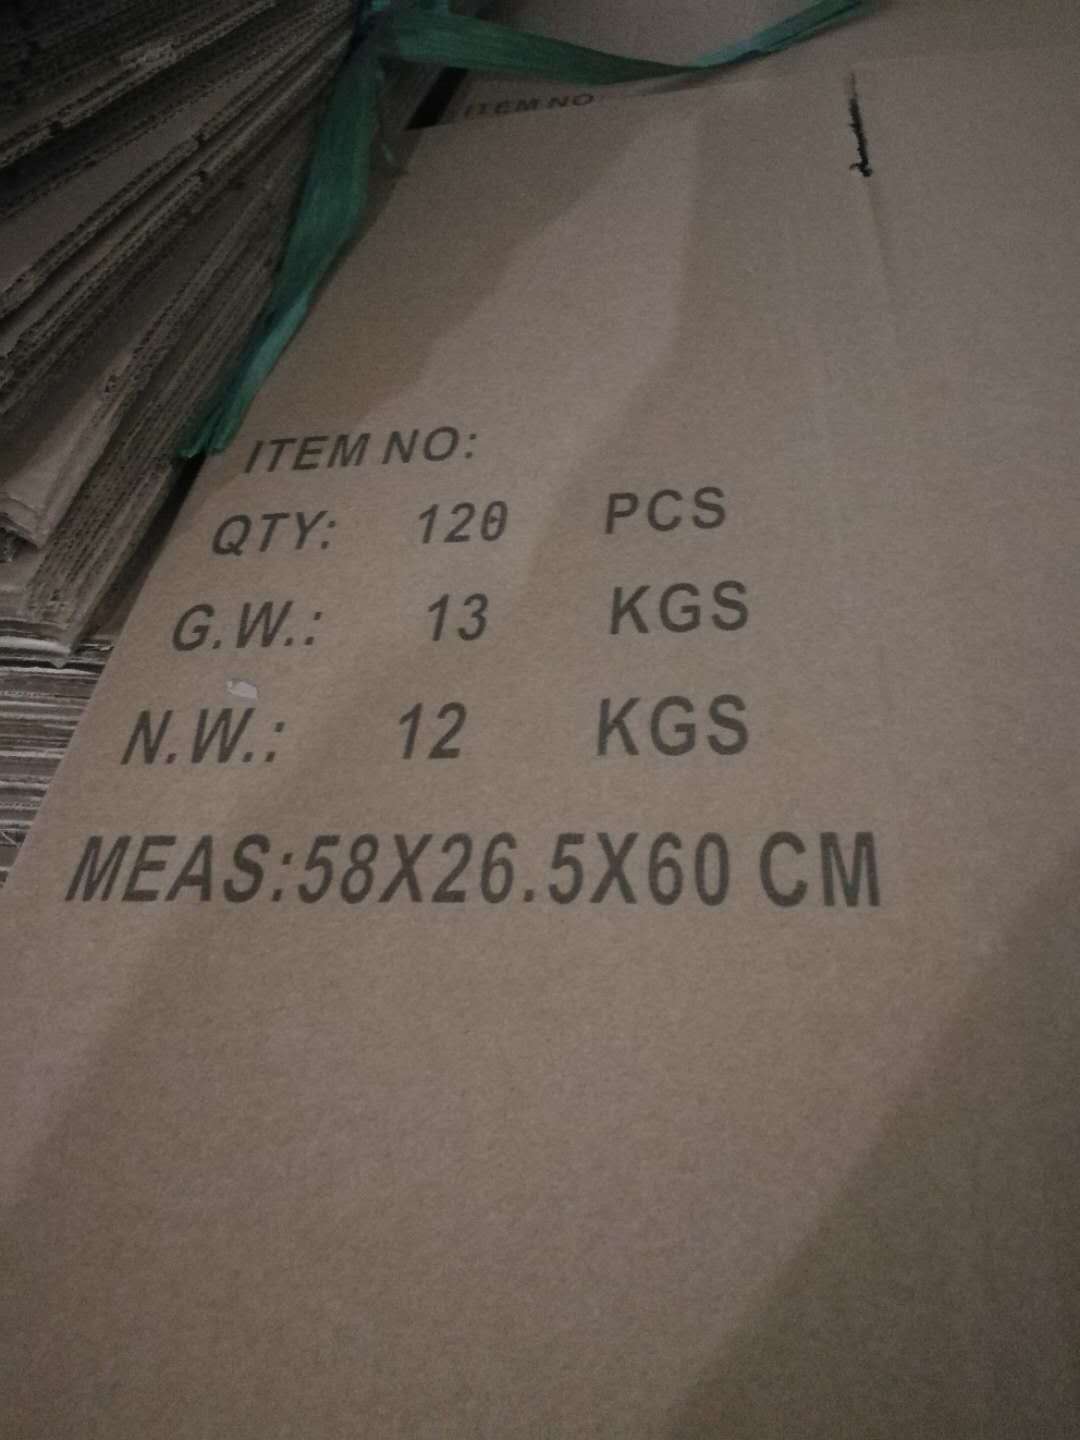 ITEM NO
ITEM NO:
QTY: 120 PCS
G.W.: 13 KGS
N.W.: 12 KGS
MEAS:58X26.5X60 CM